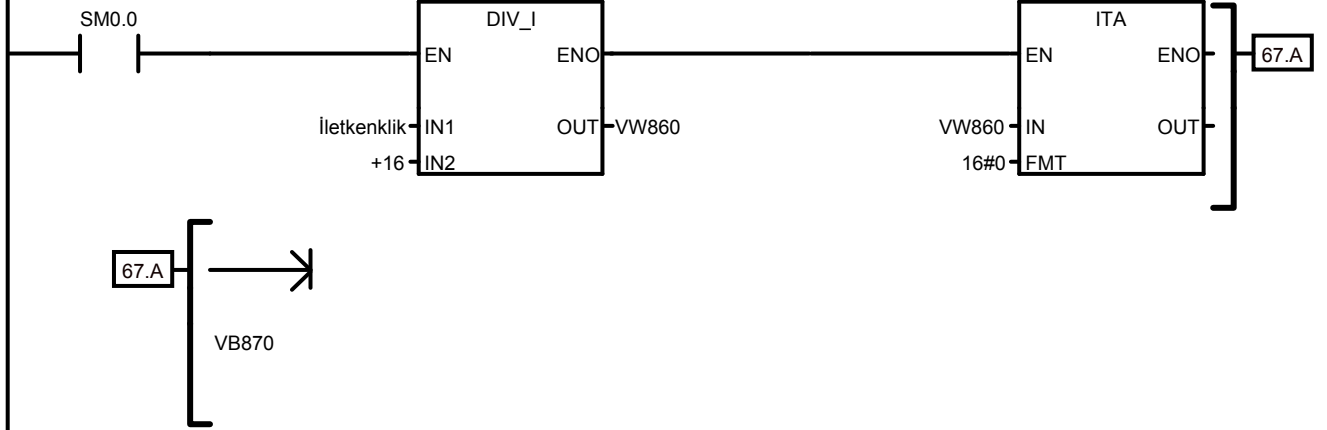 SM0.0
DIV_I
ITA
EN ENO
EN ENO
67.A
İletkenklik IN1 OUT VW860
VW860 IN OUT
+16 IN2
16#0 FMT
67.A
VB870